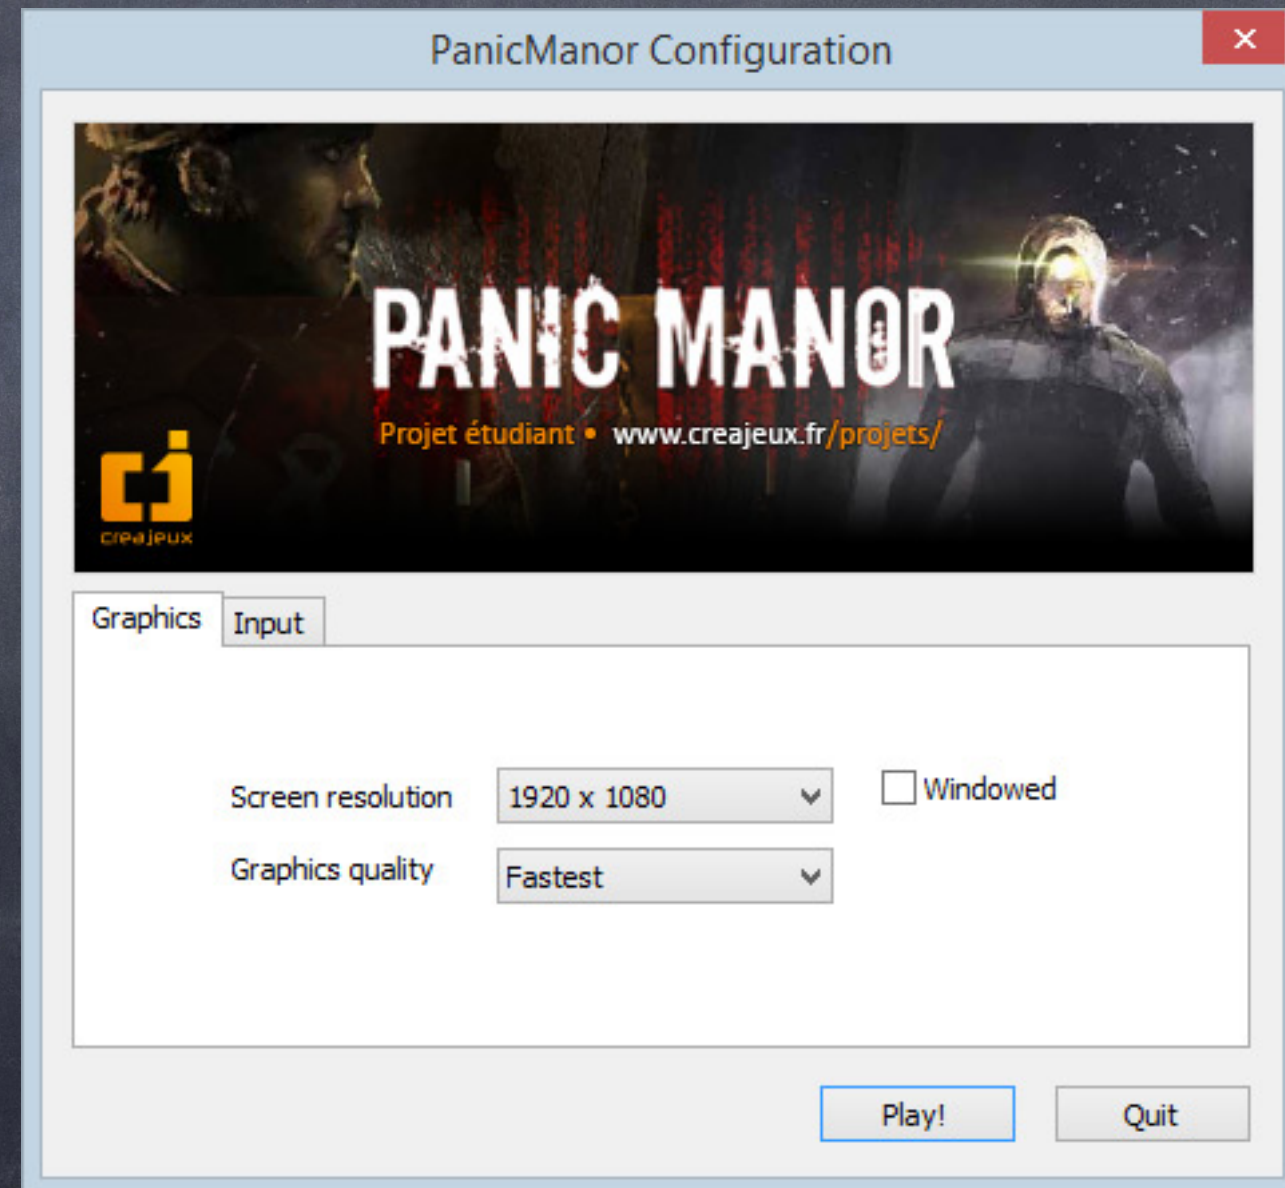 PanicManor Configuration
PANIC MANOR
Projet étudiant • www.creajeux.fr/projets/
creajeux
Graphics
Input
Screen resolution
1920 x 1080
Windowed
Graphics quality
Fastest
Play!
Quit